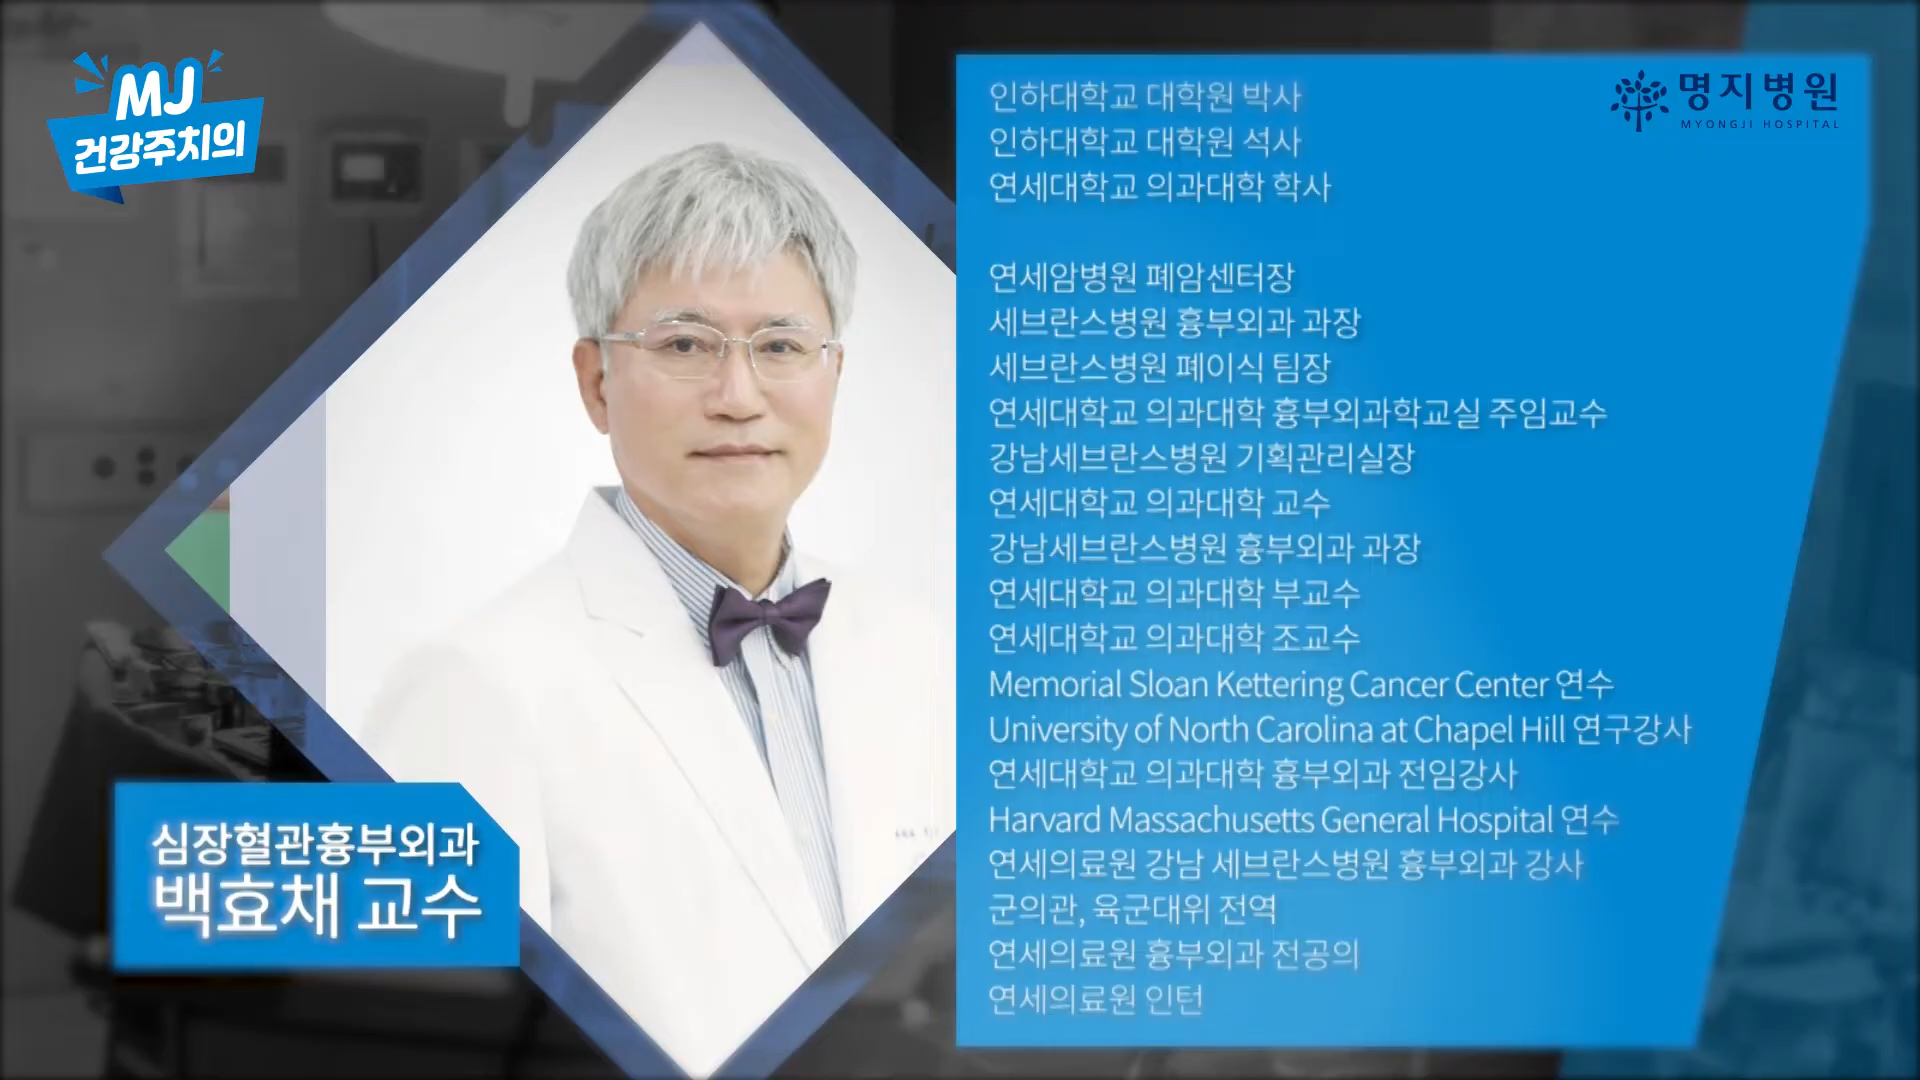 MJ
건강주치의
명지병원
MYONGJI HOSPITAL
인하대학교 대학원 박사
인하대학교 대학원 석사
연세대학교 의과대학 학사
연세암병원 폐암센터장
세브란스병원 흉부외과 과장
세브란스병원 폐이식 팀장
연세대학교 의과대학 흉부외과학교실 주임교수
강남세브란스병원 기획관리실장
연세대학교 의과대학 교수
강남세브란스병원 흉부외과 과장
연세대학교 의과대학 부교수
연세대학교 의과대학 조교수
Memorial Sloan Kettering Cancer Center 연수
University of North Carolina at Chapel Hill 연구강사
연세대학교 의과대학 흉부외과 전임강사
Harvard Massachusetts General Hospital 연수
연세의료원 강남 세브란스병원 흉부외과 강사
군의관, 육군대위 전역
연세의료원 흉부외과 전공의
연세의료원 인턴
심장혈관흉부외과
백효채 교수